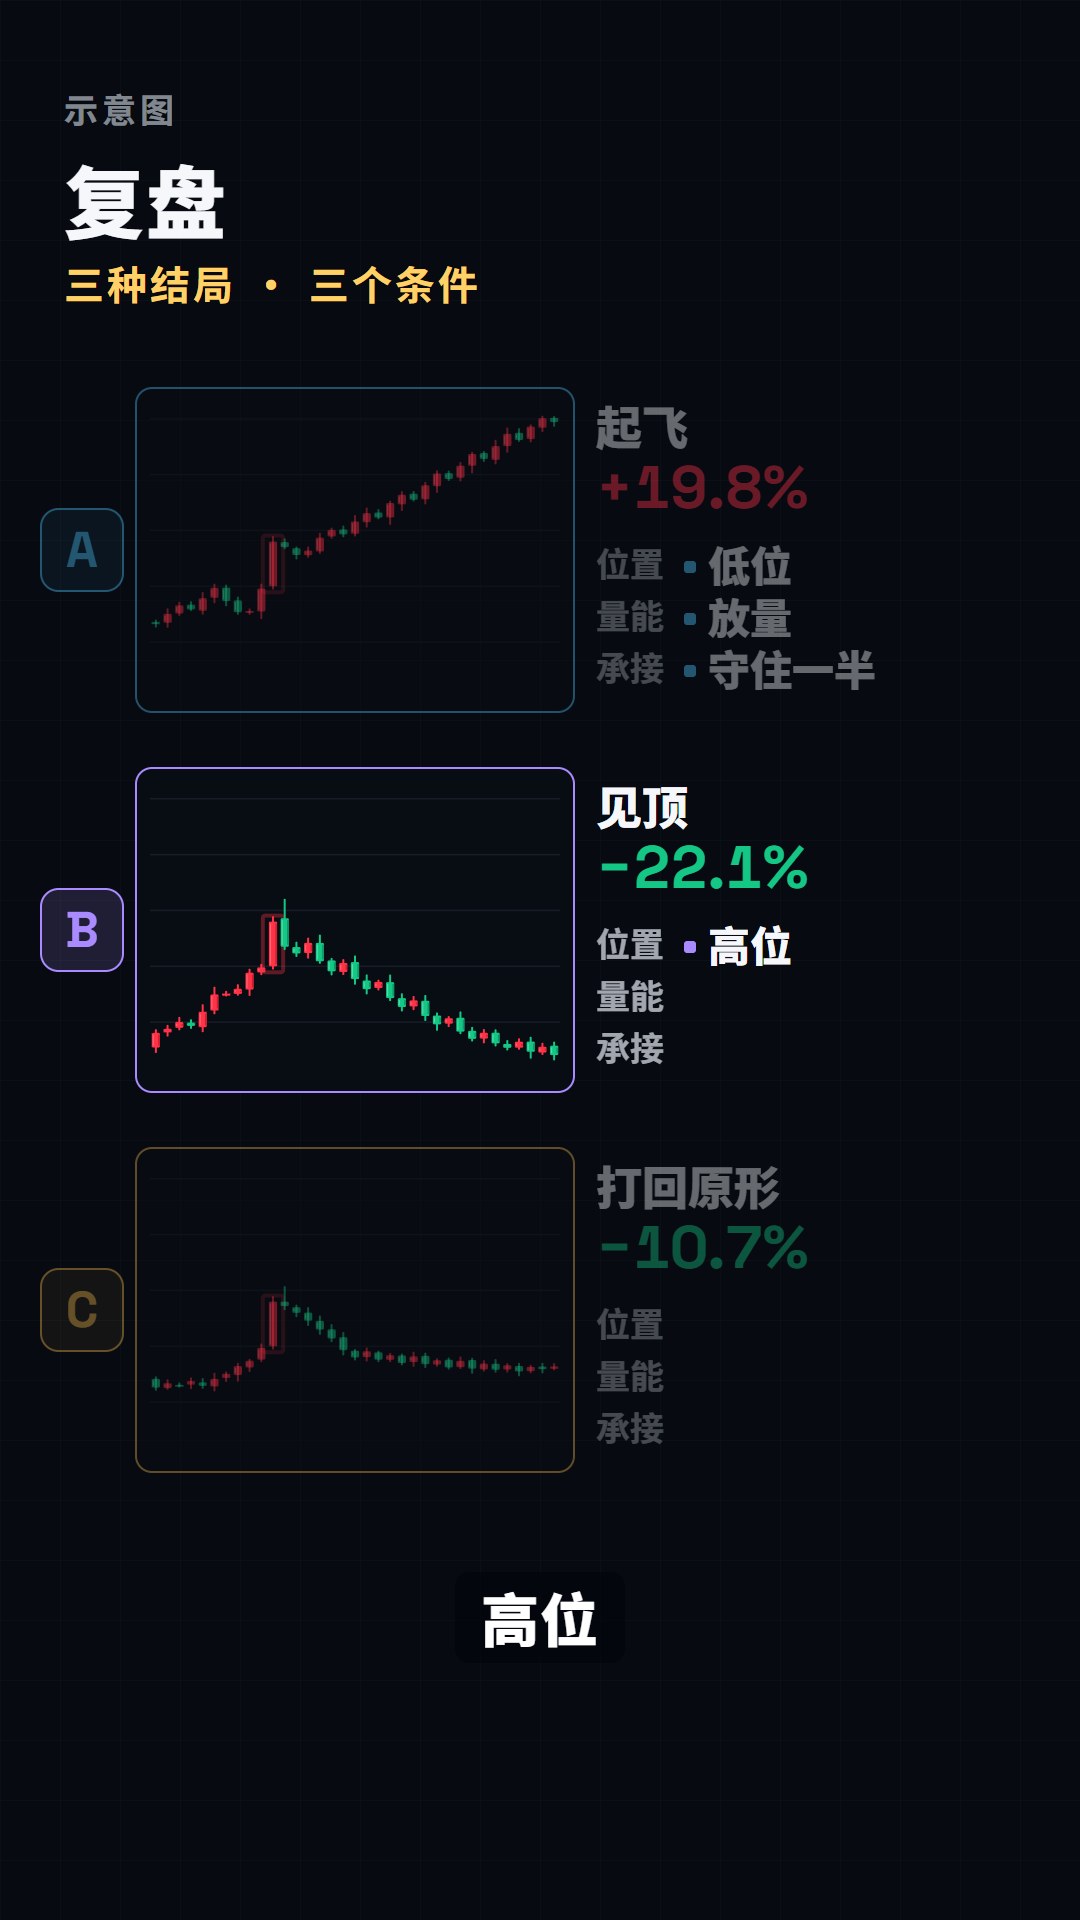 示意图
复盘
三种结局 · 三个条件
A
起飞
+19.8%
位置 低位
量能 放量
承接 守住一半
B
见顶
-22.1%
位置 高位
量能
承接
C
打回原形
-10.7%
位置
量能
承接
高位